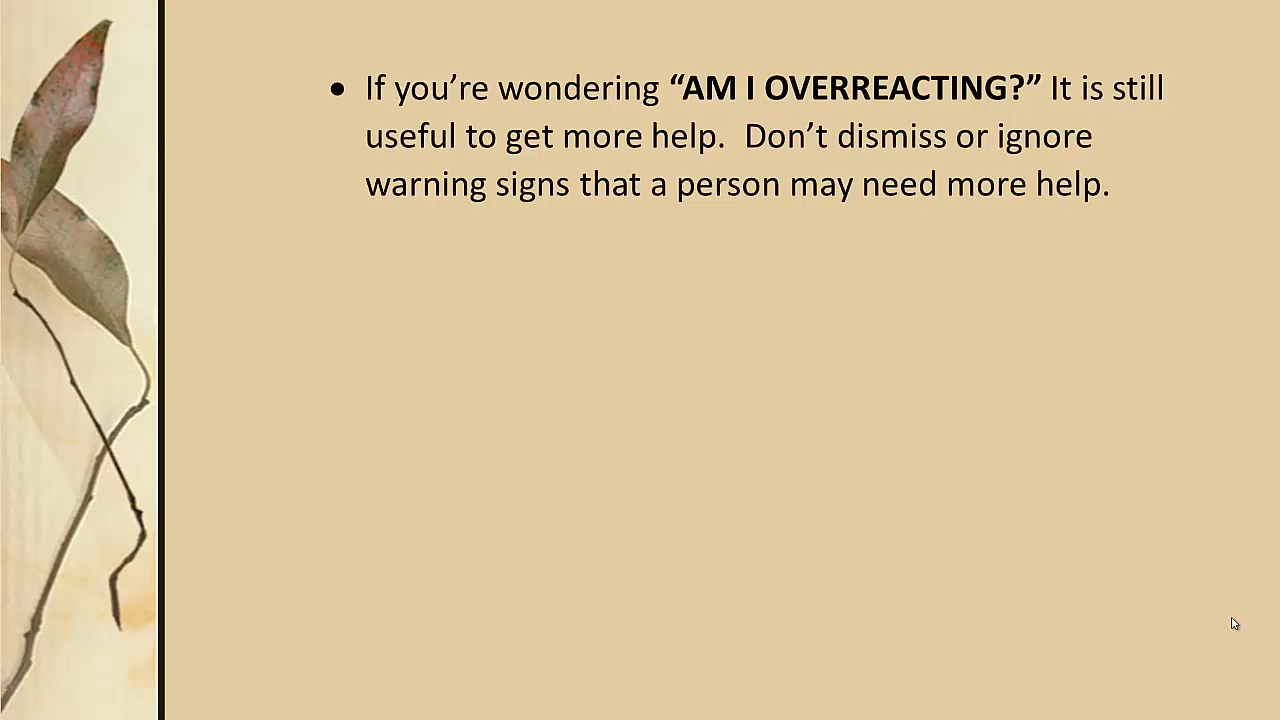 • If you’re wondering “AM I OVERREACTING?” It is still
useful to get more help.  Don’t dismiss or ignore
warning signs that a person may need more help.